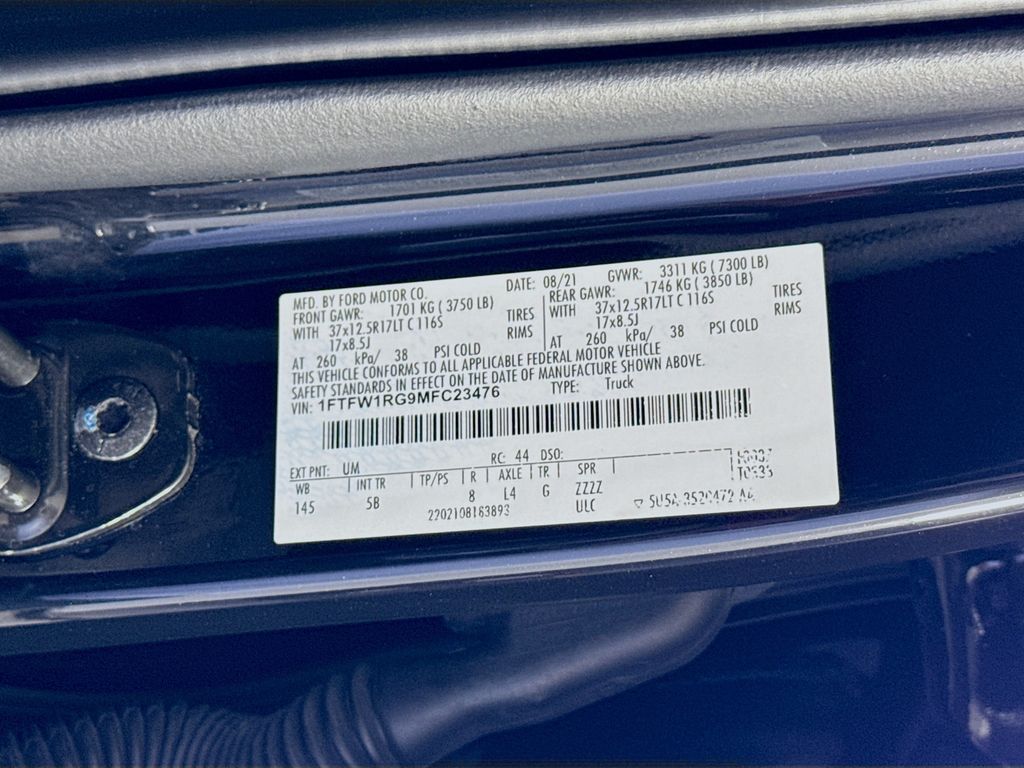 MFD. BY FORD MOTOR CO.
DATE: 08/21 GVWR: 3311 KG ( 7300 LB)
FRONT GAWR: 1701 KG ( 3750 LB)
WITH 37x12.5R17LT C 116S TIRES
17x8.5J RIMS
AT 260 kPa/ 38 PSI COLD
REAR GAWR: 1746 KG ( 3850 LB)
WITH 37x12.5R17LT C 116S TIRES
17x8.5J RIMS
AT 260 kPa/ 38 PSI COLD
THIS VEHICLE CONFORMS TO ALL APPLICABLE FEDERAL MOTOR VEHICLE
SAFETY STANDARDS IN EFFECT ON THE DATE OF MANUFACTURE SHOWN ABOVE.
VIN: 1FTFW1RG9MFC23476 TYPE: Truck
EXT PNT: UM RC: 44 DSO:
WB INT TR TP/PS R AXLE TR SPR
145 5B 8 L4 G ZZZZ
2202108163893 ULC